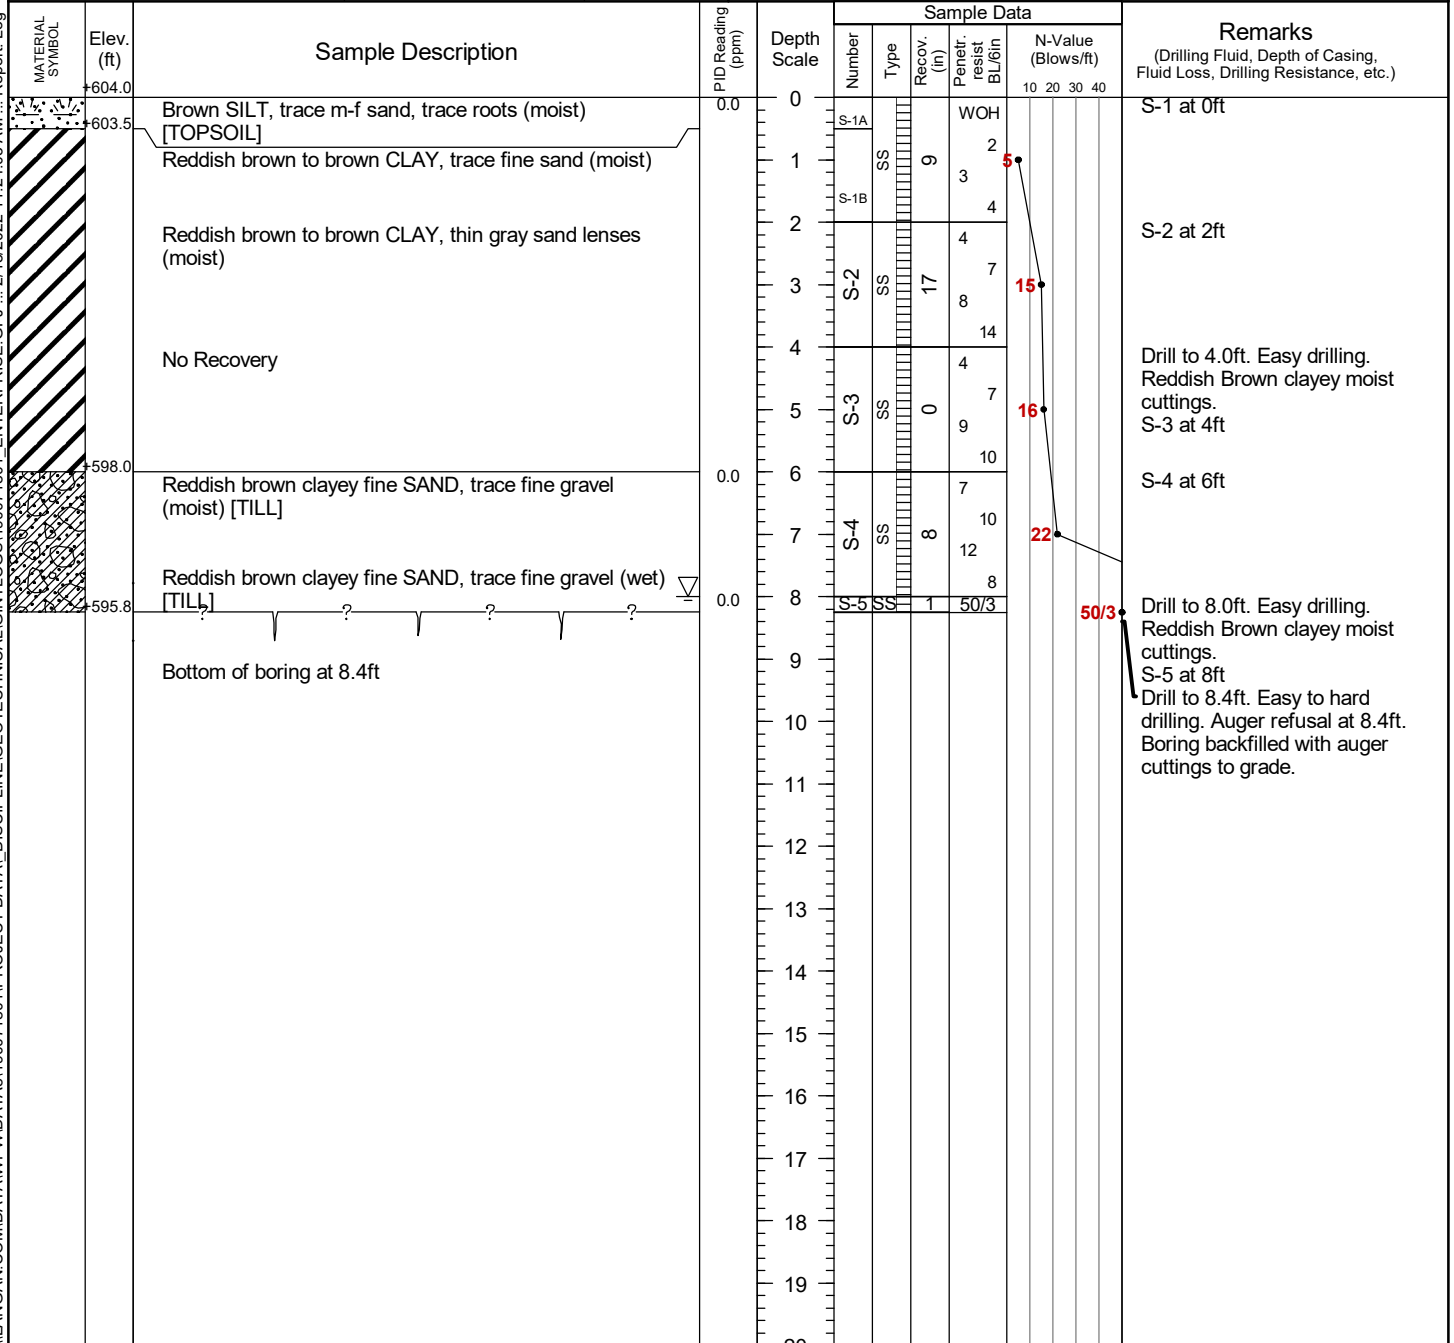 Sample Data
MATERIAL SYMBOL
Elev. (ft)
Sample Description
PID Reading (ppm)
Depth Scale
Number
Type
Recov. (in)
Penetr. resist BL/6in
N-Value (Blows/ft)
10 20 30 40
Remarks
(Drilling Fluid, Depth of Casing,
Fluid Loss, Drilling Resistance, etc.)
+604.0
Brown SILT, trace m-f sand, trace roots (moist)
[TOPSOIL]
0.0
0
S-1A
WOH
S-1 at 0ft
+603.5
Reddish brown to brown CLAY, trace fine sand (moist)
1
SS
9
2
5
3
S-1B
4
2
Reddish brown to brown CLAY, thin gray sand lenses
(moist)
4
S-2 at 2ft
3
S-2
SS
17
7
15
8
14
4
No Recovery
4
Drill to 4.0ft. Easy drilling.
Reddish Brown clayey moist
cuttings.
S-3 at 4ft
5
S-3
SS
0
7
16
9
10
+598.0
0.0
6
Reddish brown clayey fine SAND, trace fine gravel
(moist) [TILL]
7
S-4 at 6ft
7
S-4
SS
8
10
22
12
8
Reddish brown clayey fine SAND, trace fine gravel (wet)
[TILL]
+595.8
0.0
8
S-5 SS 1 50/3
50/3
? ? ? ?
Drill to 8.0ft. Easy drilling.
Reddish Brown clayey moist
cuttings.
S-5 at 8ft
9
Bottom of boring at 8.4ft
Drill to 8.4ft. Easy to hard
drilling. Auger refusal at 8.4ft.
Boring backfilled with auger
cuttings to grade.
10
11
12
13
14
15
16
17
18
19